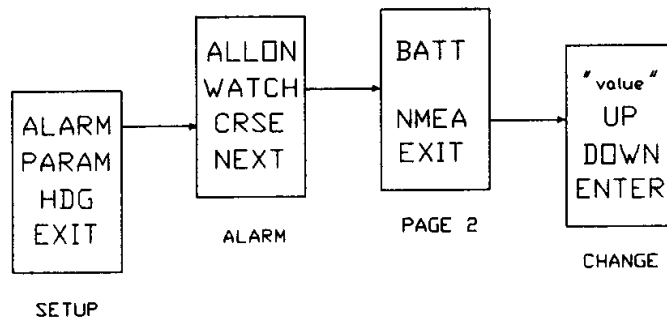 ALARM
PARAM
HDG
EXIT
SETUP
ALLON
WATCH
CRSE
NEXT
ALARM
BATT
NMEA
EXIT
PAGE 2
"value"
UP
DOWN
ENTER
CHANGE